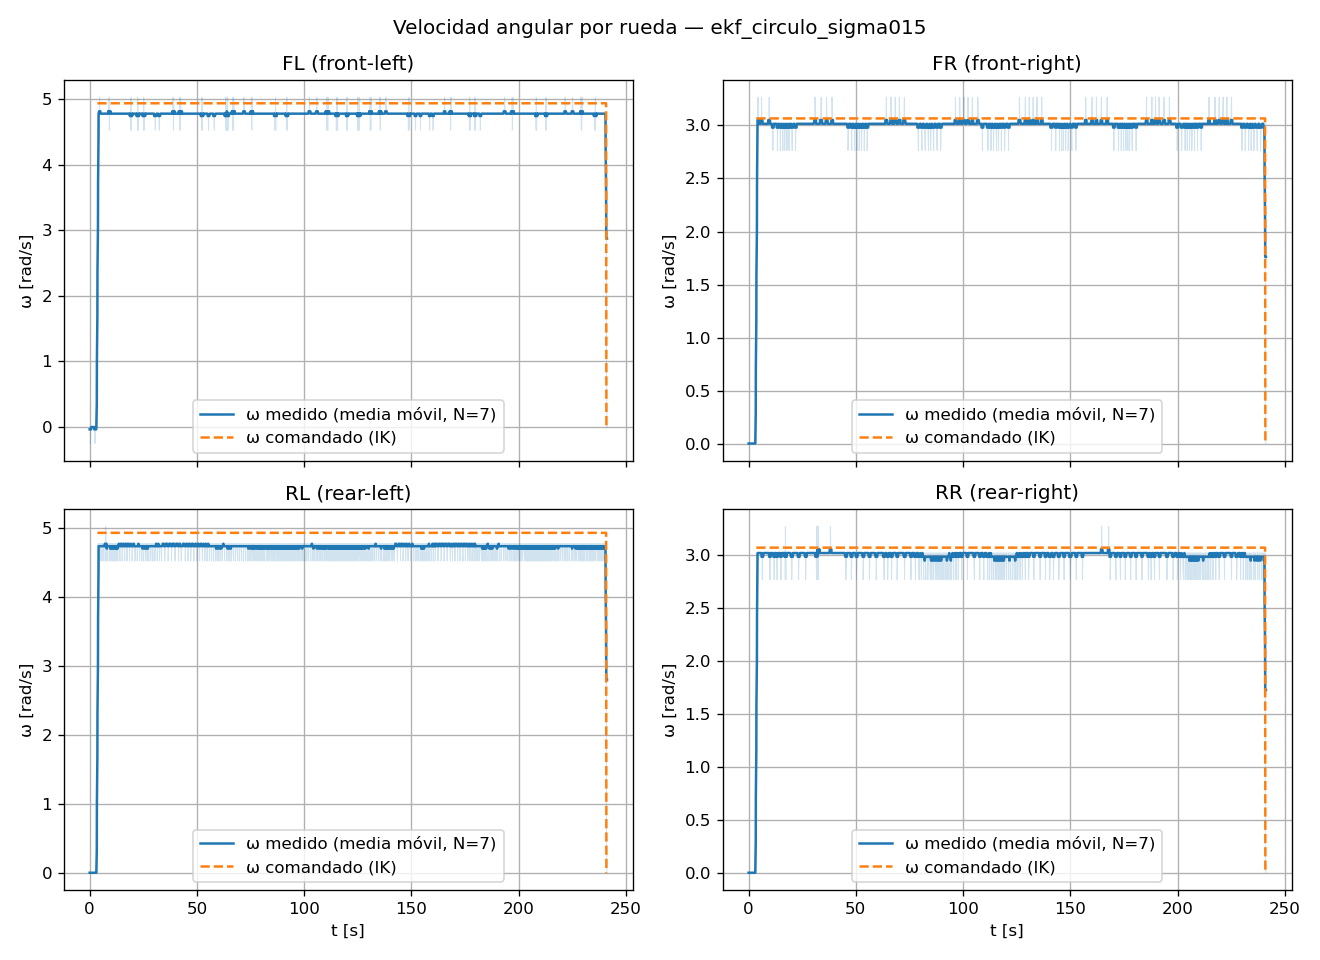 Velocidad angular por rueda — ekf_circulo_sigma015
FL (front-left)
ω [rad/s]
5
4
3
2
1
0
ω medido (media móvil, N=7)
ω comandado (IK)
FR (front-right)
ω [rad/s]
3.0
2.5
2.0
1.5
1.0
0.5
0.0
ω medido (media móvil, N=7)
ω comandado (IK)
RL (rear-left)
ω [rad/s]
5
4
3
2
1
0
ω medido (media móvil, N=7)
ω comandado (IK)
0 50 100 150 200 250
t [s]
RR (rear-right)
ω [rad/s]
3.0
2.5
2.0
1.5
1.0
0.5
0.0
ω medido (media móvil, N=7)
ω comandado (IK)
0 50 100 150 200 250
t [s]